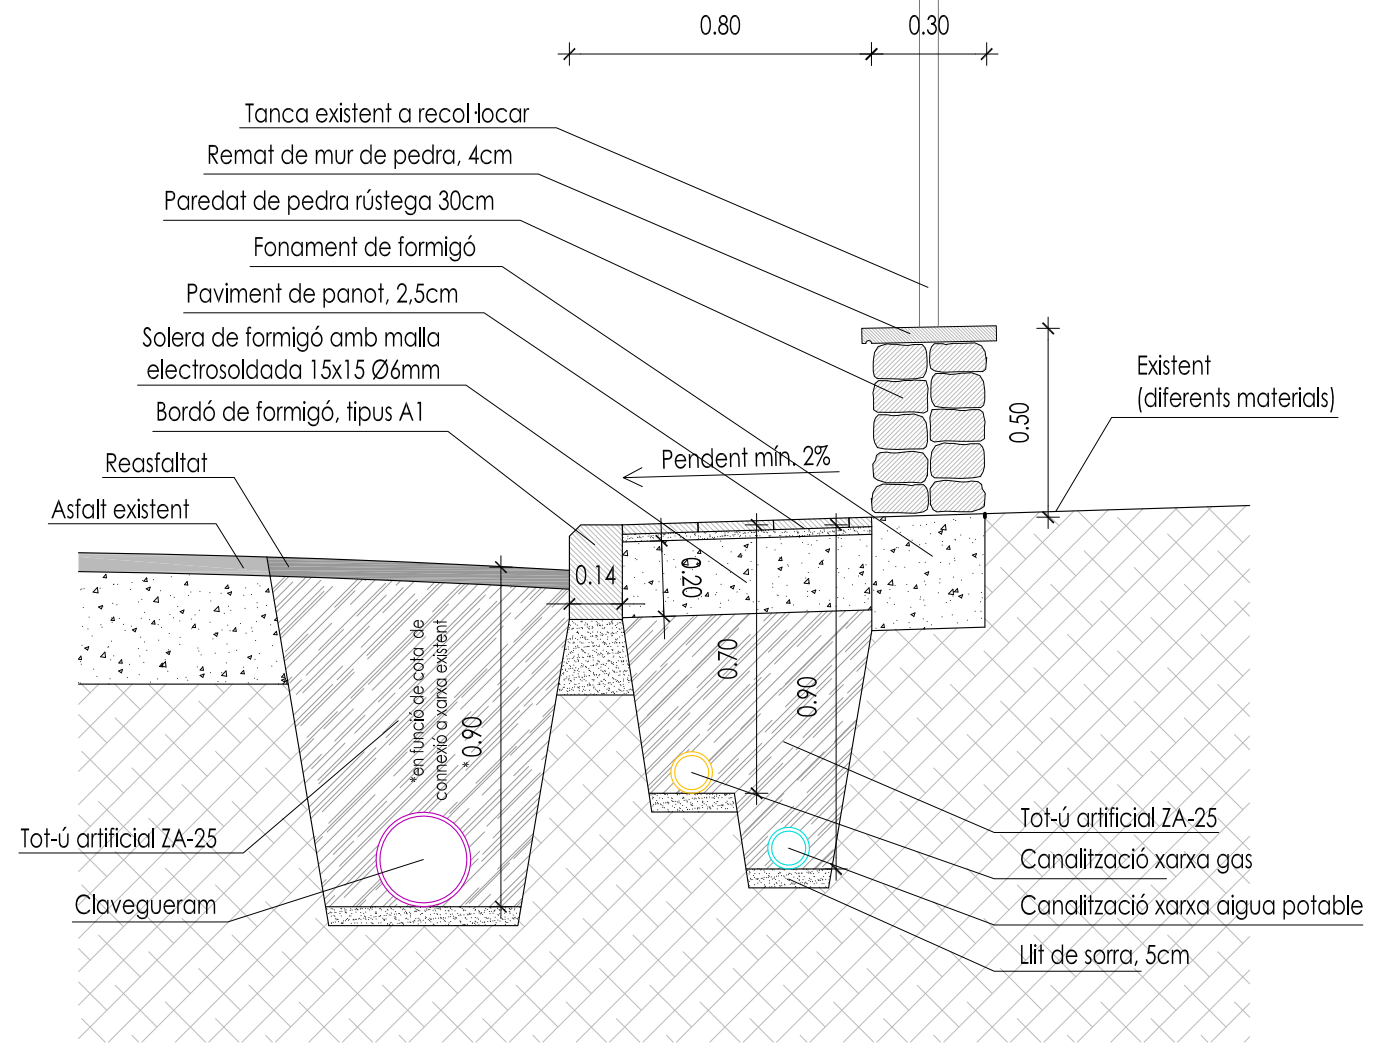 0.80
0.30
Tanca existent a recol·locar
Remat de mur de pedra, 4cm
Paredat de pedra rústega 30cm
Fonament de formigó
Paviment de panot, 2,5cm
Solera de formigó amb malla
electrosoldada 15x15 Ø6mm
Bordó de formigó, tipus A1
Reasfaltat
Asfalt existent
Pendent mín. 2%
Existent
(diferents materials)
0.50
0.14
0.20
0.70
0.90
*en funció de cota de
connexió a xarxa existent
* 0.90
Tot-ú artificial ZA-25
Clavegueram
Tot-ú artificial ZA-25
Canalització xarxa gas
Canalització xarxa aigua potable
Llit de sorra, 5cm